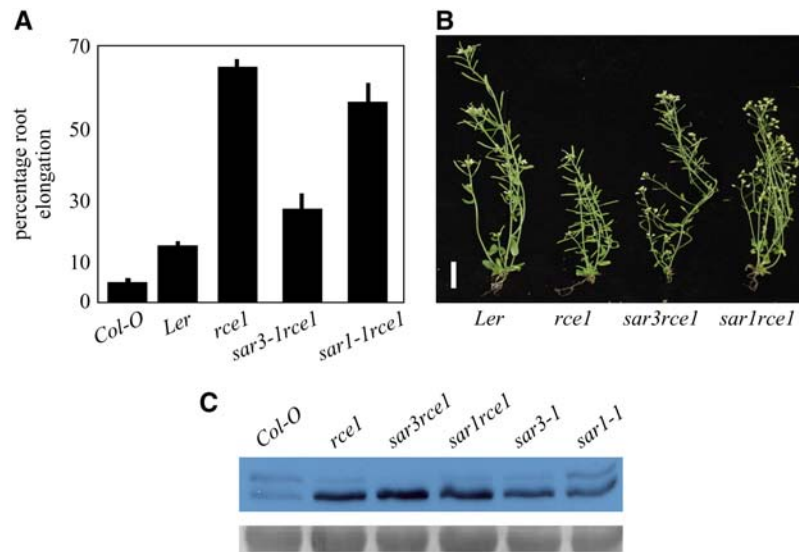 A
percentage root
elongation
70
50
30
10
0
Col-O
Ler
rce1
sar3-1rce1
sar1-1rce1
B
Ler
rce1
sar3rce1
sar1rce1
C
Col-O
rce1
sar3rce1
sar1rce1
sar3-1
sar1-1